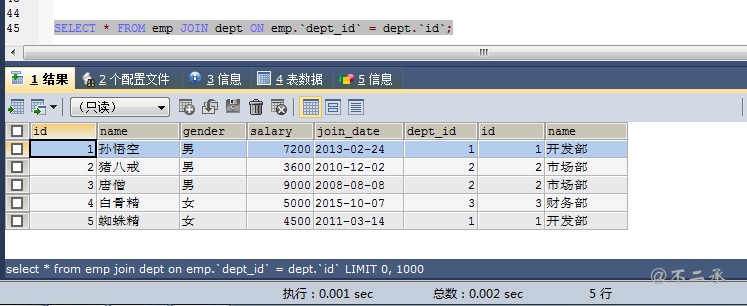 44
45 SELECT * FROM emp JOIN dept ON emp.`dept_id` = dept.`id`;
1 结果 2 个配置文件 3 信息 4 表数据 5 信息
(只读)
id name gender salary join_date dept_id id name
1 孙悟空 男 7200 2013-02-24 1 1 开发部
2 猪八戒 男 3600 2010-12-02 2 2 市场部
3 唐僧 男 9000 2008-08-08 2 2 市场部
4 白骨精 女 5000 2015-10-07 3 3 财务部
5 蜘蛛精 女 4500 2011-03-14 1 1 开发部
@不二承
select * from emp join dept on emp.`dept_id` = dept.`id` LIMIT 0, 1000
执行 : 0.001 sec 总数 : 0.002 sec 5 行